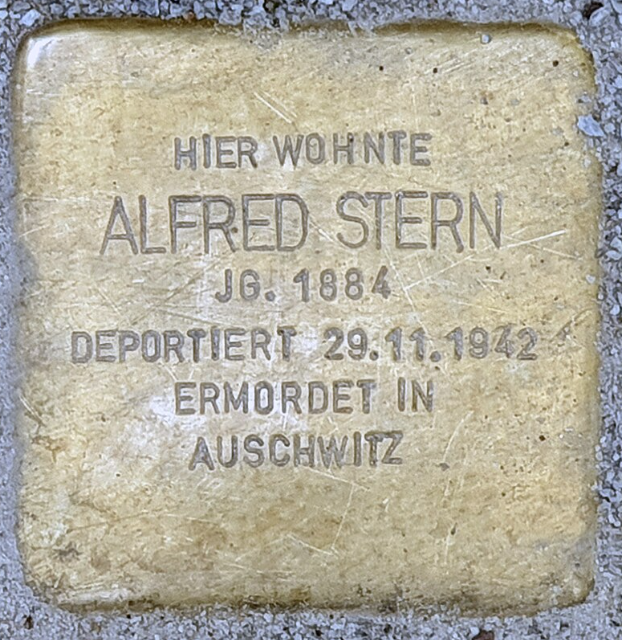 HIER WOHNTE
ALFRED STERN
JG. 1884
DEPORTIERT 29.11.1942
ERMORDET IN
AUSCHWITZ